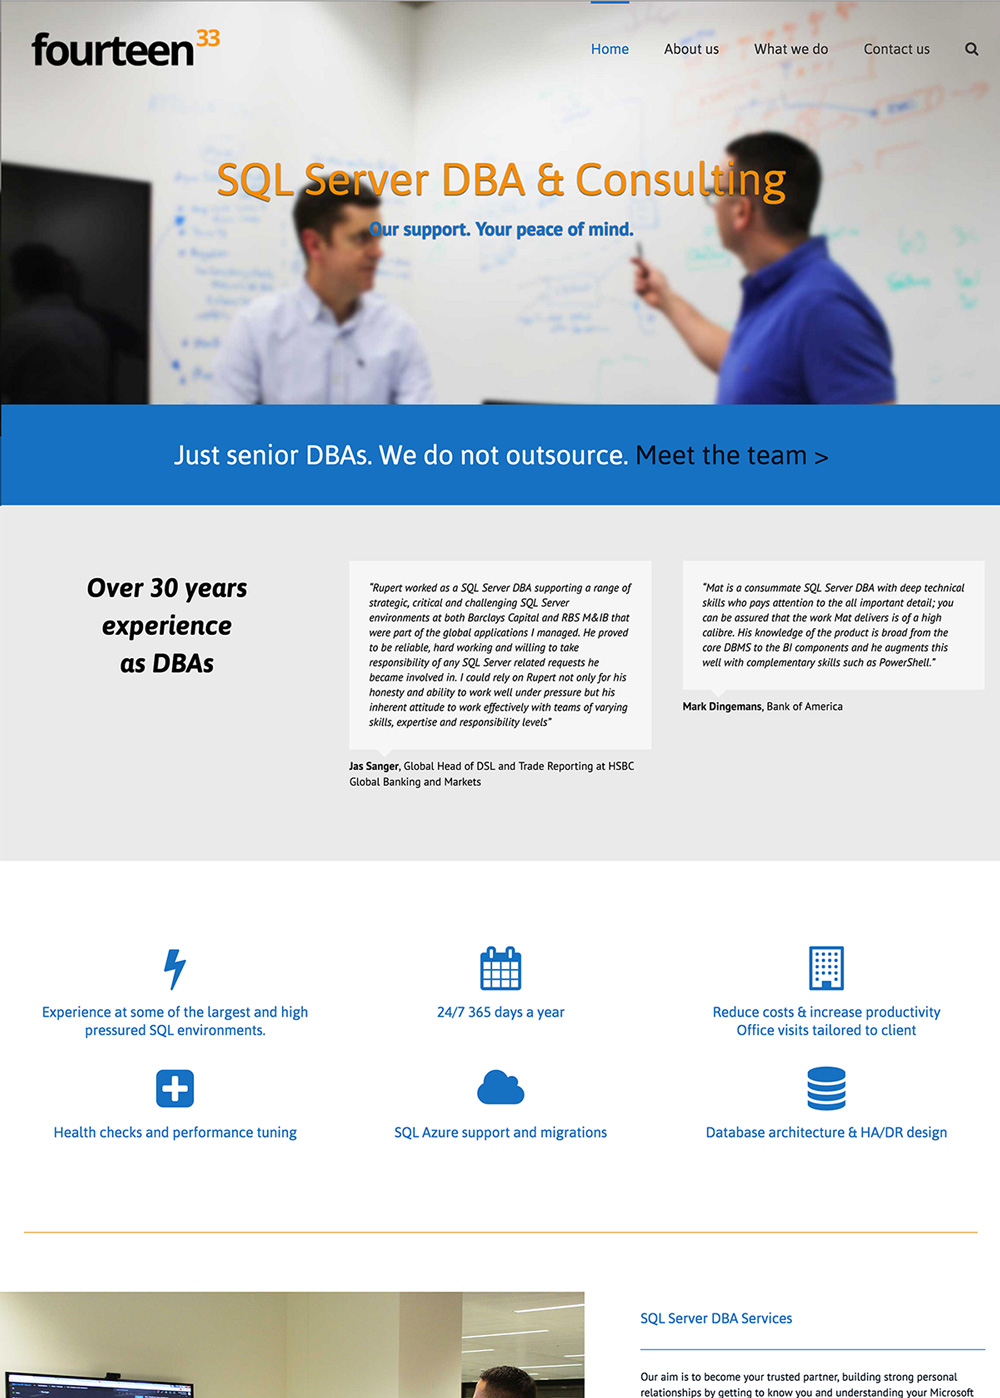 fourteen33
Home About us What we do Contact us
SQL Server DBA & Consulting
Our support. Your peace of mind.
Just senior DBAs. We do not outsource. Meet the team >
Over 30 years
experience
as DBAs
“Rupert worked as a SQL Server DBA supporting a range of
strategic, critical and challenging SQL Server
environments at both Barclays Capital and RBS M&IB that
were part of the global applications I managed. He proved
to be reliable, hard working and willing to take
responsibility of any SQL Server related requests he
became involved in. I could rely on Rupert not only for his
honesty and ability to work well under pressure but his
inherent attitude to work effectively with teams of varying
skills, expertise and responsibility levels”
Jas Sanger, Global Head of DSL and Trade Reporting at HSBC
Global Banking and Markets
“Mat is a consummate SQL Server DBA with deep technical
skills who pays attention to the all important detail; you
can be assured that the work Mat delivers is of a high
calibre. His knowledge of the product is broad from the
core DBMS to the BI components and he augments this
well with complementary skills such as PowerShell.”
Mark Dingemans, Bank of America
Experience at some of the largest and high
pressured SQL environments.
24/7 365 days a year
Reduce costs & increase productivity
Office visits tailored to client
Health checks and performance tuning
SQL Azure support and migrations
Database architecture & HA/DR design
SQL Server DBA Services
Our aim is to become your trusted partner, building strong personal
relationships by getting to know you and understanding your Microsoft